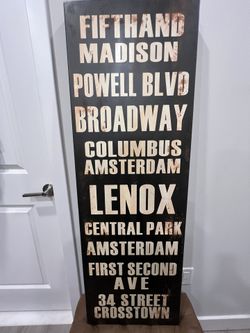 FIFTHAND
MADISON
POWELL BLVD
BROADWAY
COLUMBUS
AMSTERDAM
LENOX
CENTRAL PARK
AMSTERDAM
FIRST SECOND
AVE
34 STREET
CROSSTOWN